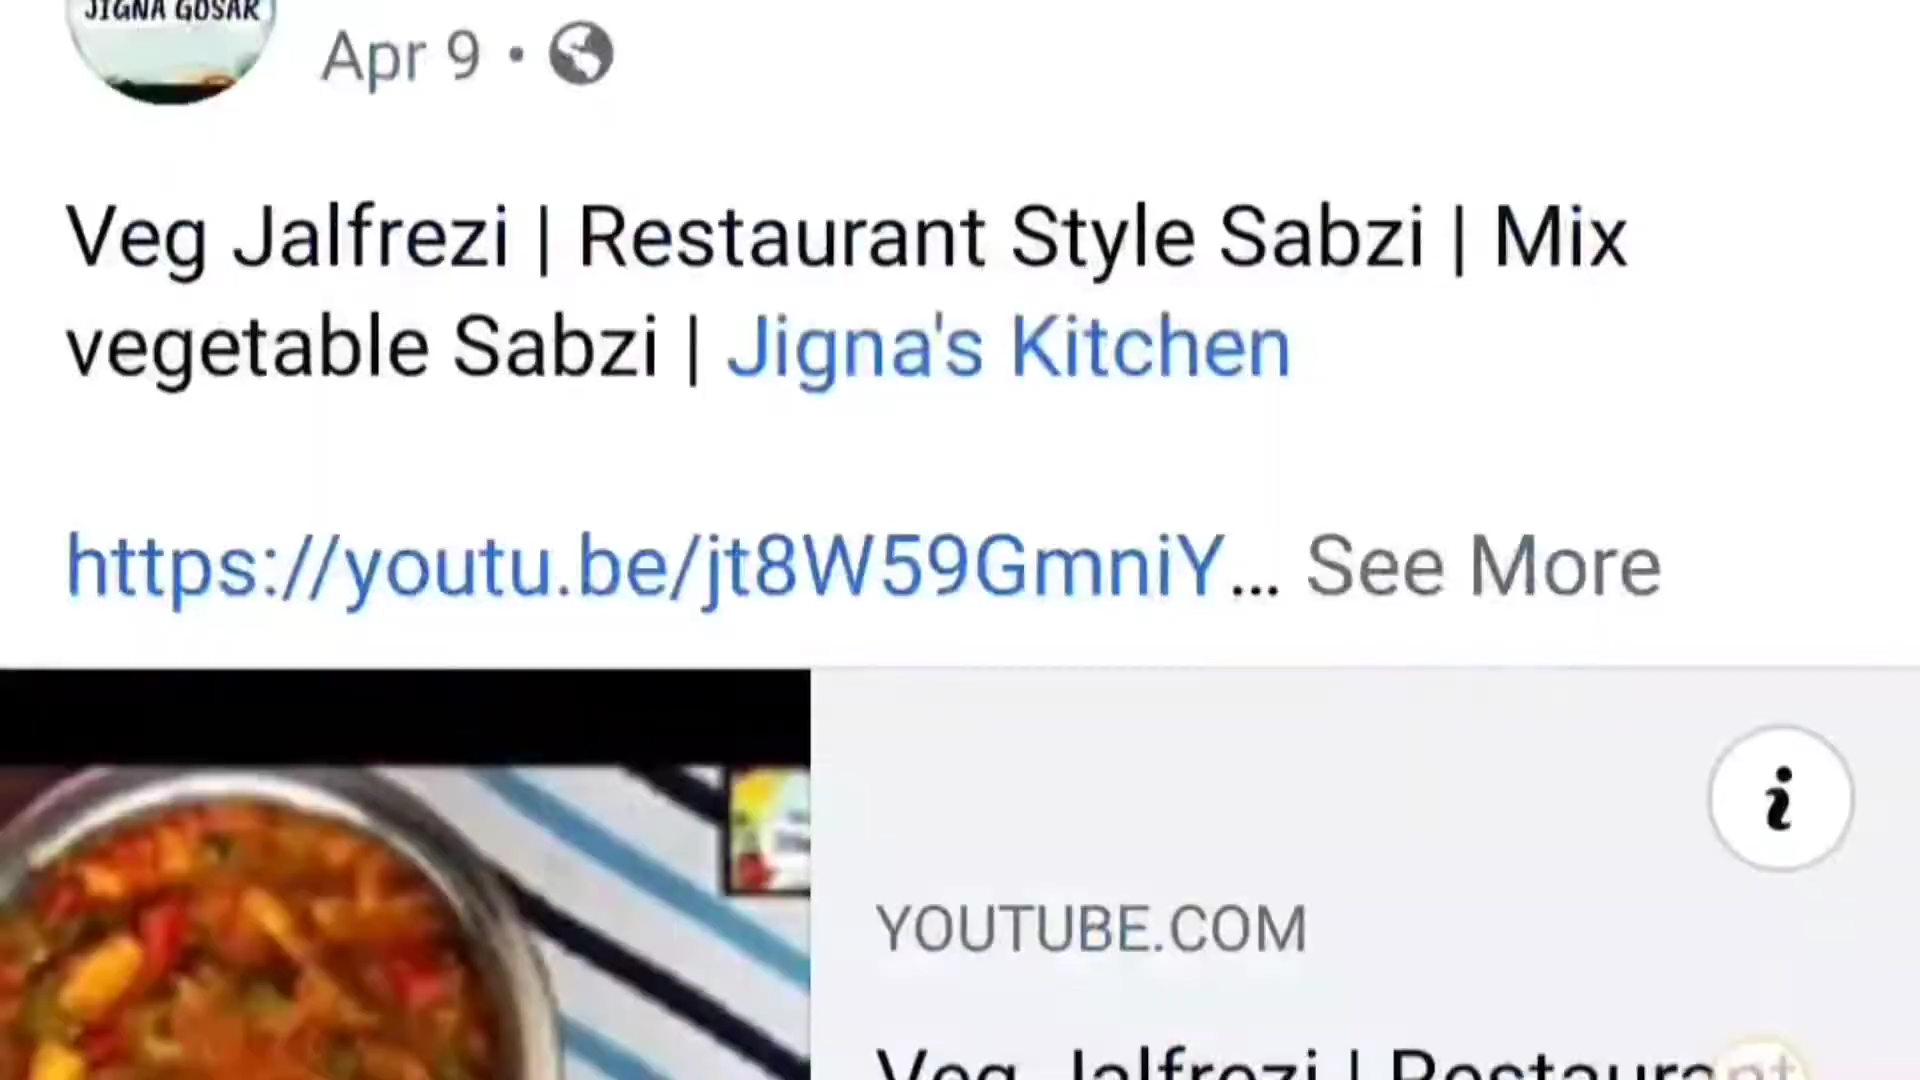 JIGNA GOSAR
Apr 9 •
Veg Jalfrezi | Restaurant Style Sabzi | Mix
vegetable Sabzi | Jigna's Kitchen
https://youtu.be/jt8W59GmniY... See More
i
YOUTUBE.COM
Veg Jalfrezi | Restaurant